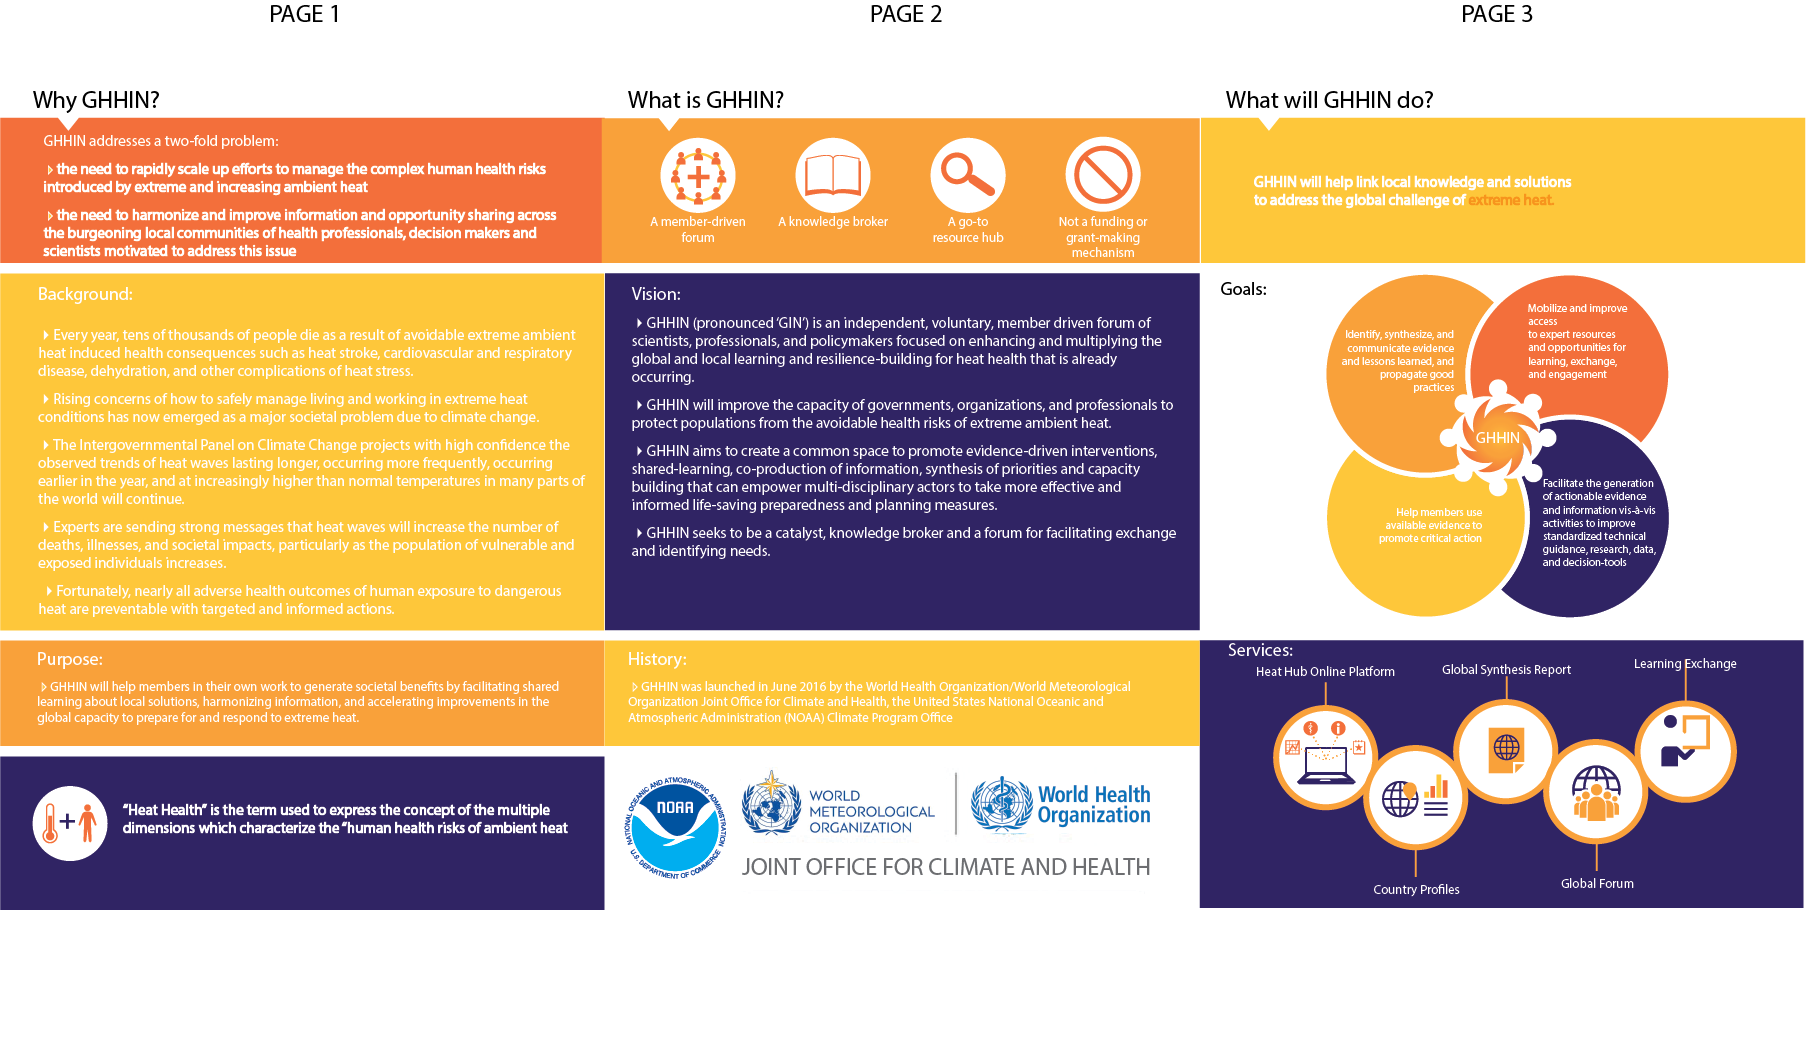 PAGE 1
Why GHHIN?
GHHIN addresses a two-fold problem:
the need to rapidly scale up efforts to manage the complex human health risks
introduced by extreme and increasing ambient heat
the need to harmonize and improve information and opportunity sharing across
the burgeoning local communities of health professionals, decision makers and
scientists motivated to address this issue
Background:
Every year, tens of thousands of people die as a result of avoidable extreme ambient
heat induced health consequences such as heat stroke, cardiovascular and respiratory
disease, dehydration, and other complications of heat stress.
Rising concerns of how to safely manage living and working in extreme heat
conditions has now emerged as a major societal problem due to climate change.
The Intergovernmental Panel on Climate Change projects with high confidence the
observed trends of heat waves lasting longer, occurring more frequently, occurring
earlier in the year, and at increasingly higher than normal temperatures in many parts of
the world will continue.
Experts are sending strong messages that heat waves will increase the number of
deaths, illnesses, and societal impacts, particularly as the population of vulnerable and
exposed individuals increases.
Fortunately, nearly all adverse health outcomes of human exposure to dangerous
heat are preventable with targeted and informed actions.
Purpose:
GHHIN will help members in their own work to generate societal benefits by facilitating shared
learning about local solutions, harmonizing information, and accelerating improvements in the
global capacity to prepare for and respond to extreme heat.
“Heat Health” is the term used to express the concept of the multiple
dimensions which characterize the “human health risks of ambient heat
PAGE 2
What is GHHIN?
A member-driven
forum
A knowledge broker
A go-to
resource hub
Not a funding or
grant-making
mechanism
Vision:
GHHIN (pronounced ‘GIN’) is an independent, voluntary, member driven forum of
scientists, professionals, and policymakers focused on enhancing and multiplying the
global and local learning and resilience-building for heat health that is already
occurring.
GHHIN will improve the capacity of governments, organizations, and professionals to
protect populations from the avoidable health risks of extreme ambient heat.
GHHIN aims to create a common space to promote evidence-driven interventions,
shared-learning, co-production of information, synthesis of priorities and capacity
building that can empower multi-disciplinary actors to take more effective and
informed life-saving preparedness and planning measures.
GHHIN seeks to be a catalyst, knowledge broker and a forum for facilitating exchange
and identifying needs.
History:
GHHIN was launched in June 2016 by the World Health Organization/World Meteorological
Organization Joint Office for Climate and Health, the United States National Oceanic and
Atmospheric Administration (NOAA) Climate Program Office
NATIONAL OCEANIC AND ATMOSPHERIC ADMINISTRATION
NOAA
U.S. DEPARTMENT OF COMMERCE
WORLD
METEOROLOGICAL
ORGANIZATION
World Health
Organization
JOINT OFFICE FOR CLIMATE AND HEALTH
PAGE 3
What will GHHIN do?
GHHIN will help link local knowledge and solutions
to address the global challenge of extreme heat.
Goals:
Identify, synthesize, and
communicate evidence
and lessons learned, and
propagate good
practices
Mobilize and improve
access
to expert resources
and opportunities for
learning, exchange,
and engagement
GHHIN
Help members use
available evidence to
promote critical action
Facilitate the generation
of actionable evidence
and information vis-à-vis
activities to improve
standardized technical
guidance, research, data,
and decision-tools
Services:
Heat Hub Online Platform
Global Synthesis Report
Learning Exchange
Country Profiles
Global Forum